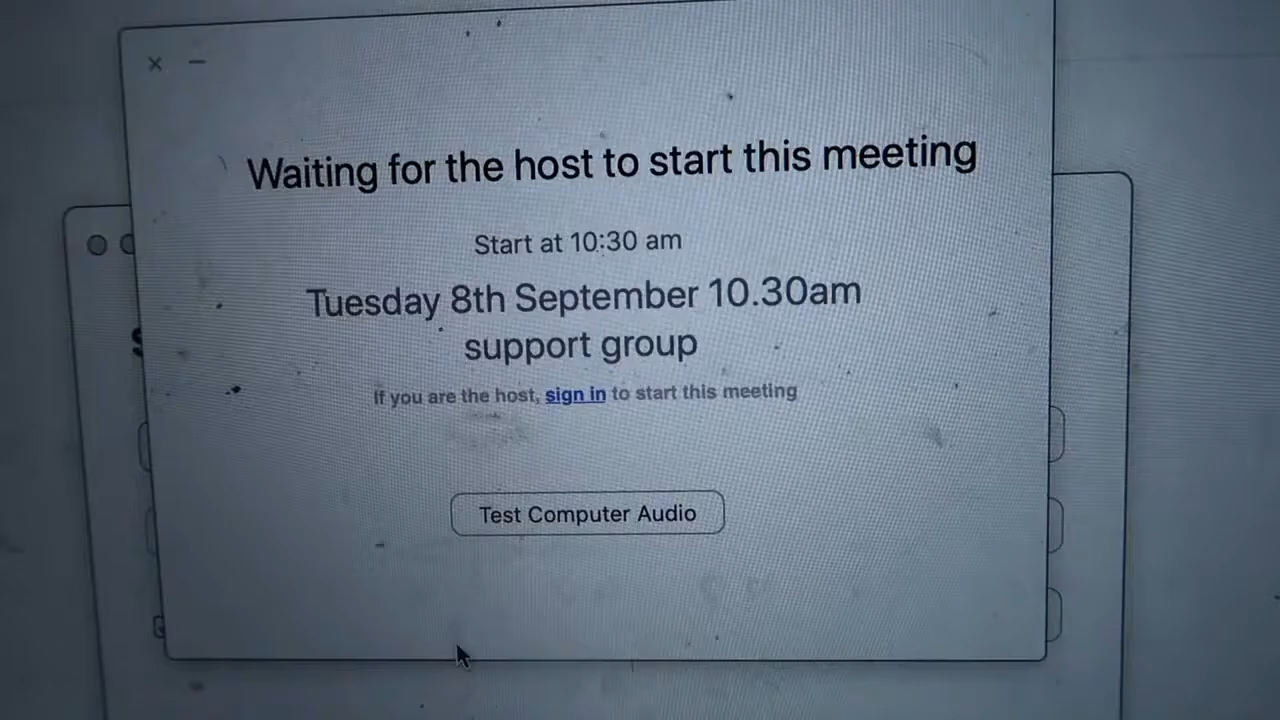 Waiting for the host to start this meeting
Start at 10:30 am
Tuesday 8th September 10.30am
support group
If you are the host, sign in to start this meeting
Test Computer Audio